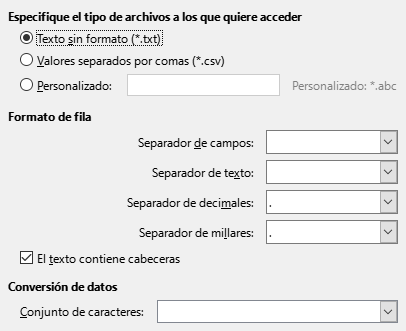 Especifique el tipo de archivos a los que quiere acceder
Texto sin formato (*.txt)
Valores separados por comas (*.csv)
Personalizado: Personalizado: *.abc
Formato de fila
Separador de campos:
Separador de texto:
Separador de decimales: .
Separador de millares: .
El texto contiene cabeceras
Conversión de datos
Conjunto de caracteres: